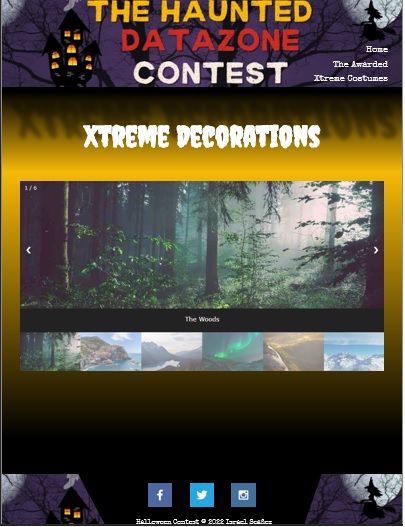 THE HAUNTED
DATAZONE
CONTEST
Home
The Awarded
Xtreme Costumes
XTREME DECORATIONS
1 / 6
‹
›
The Woods
Halloween Contest © 2022 Israel